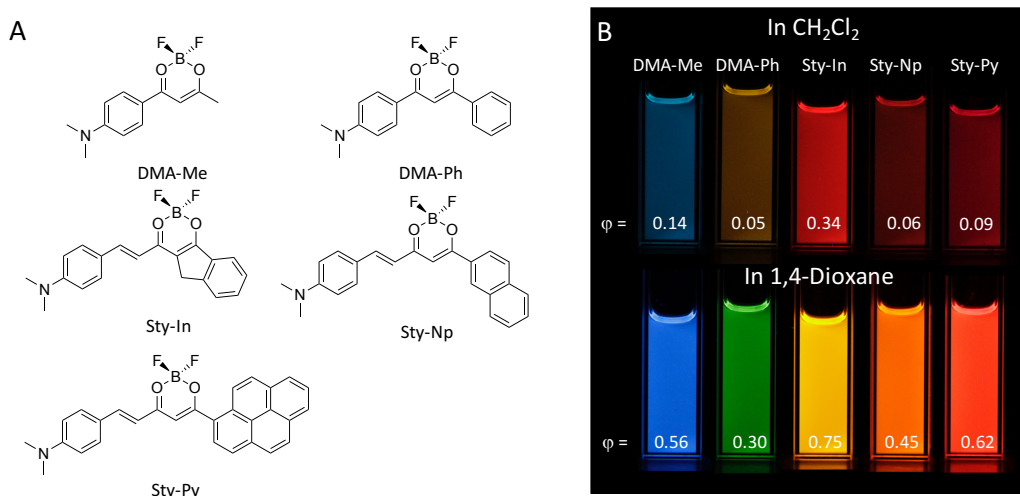 A
F F
B
O O
N
DMA-Me
F F
B
O O
N
DMA-Ph
F F
B
O O
N
Sty-In
F F
B
O O
N
Sty-Np
F F
B
O O
N
Sty-Py
B
In CH₂Cl₂
DMA-Me DMA-Ph Sty-In Sty-Np Sty-Py
φ = 0.14 0.05 0.34 0.06 0.09
In 1,4-Dioxane
φ = 0.56 0.30 0.75 0.45 0.62